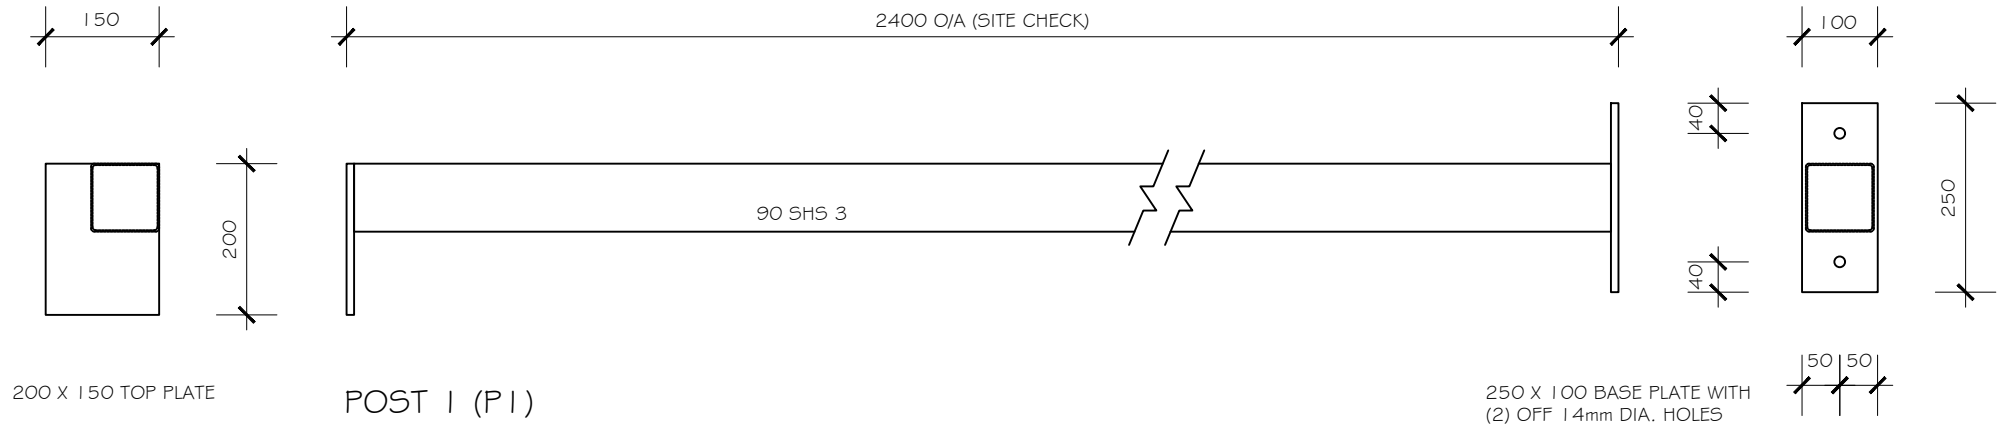 150
2400 O/A (SITE CHECK)
100
40
200
90 SHS 3
250
40
50 50
200 X 150 TOP PLATE
POST 1 (P1)
250 X 100 BASE PLATE WITH
(2) OFF 14mm DIA. HOLES